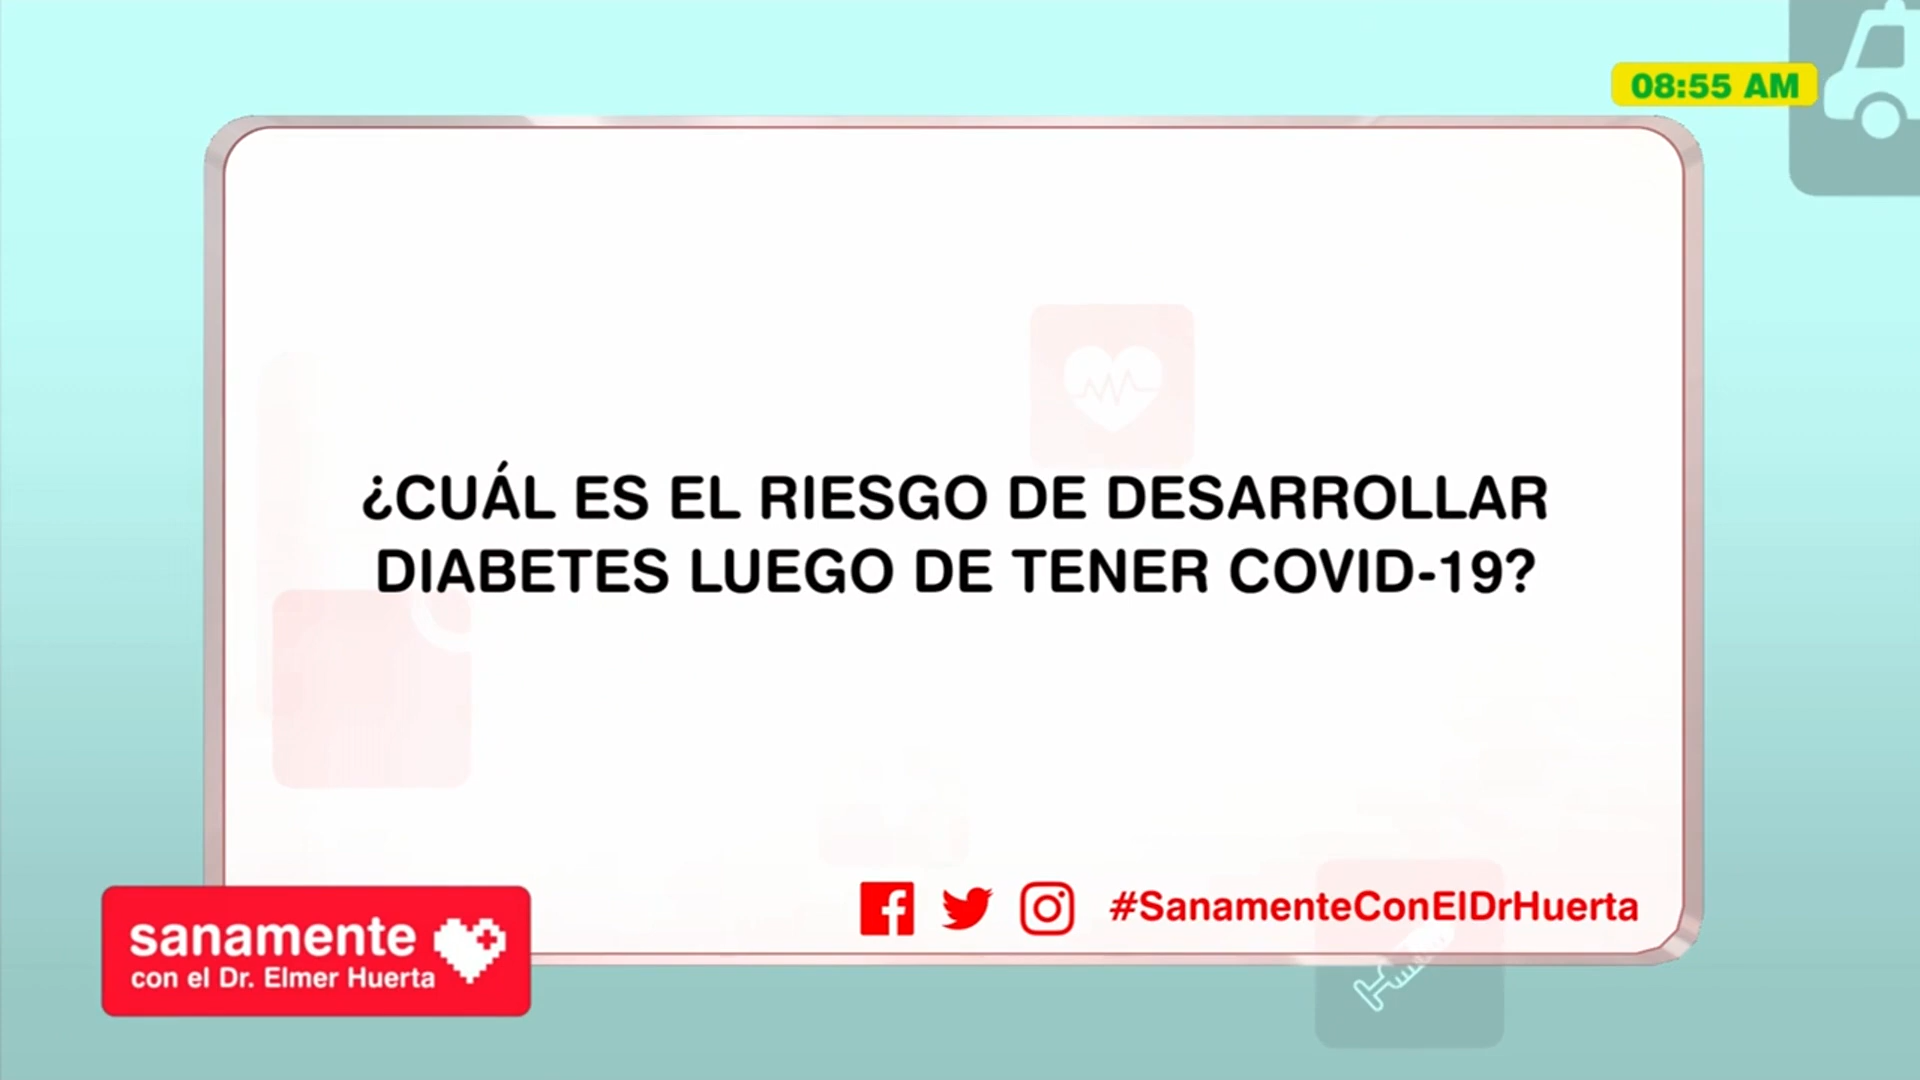 08:55 AM
¿CUÁL ES EL RIESGO DE DESARROLLAR
DIABETES LUEGO DE TENER COVID-19?
#SanamenteConElDrHuerta
sanamente
con el Dr. Elmer Huerta